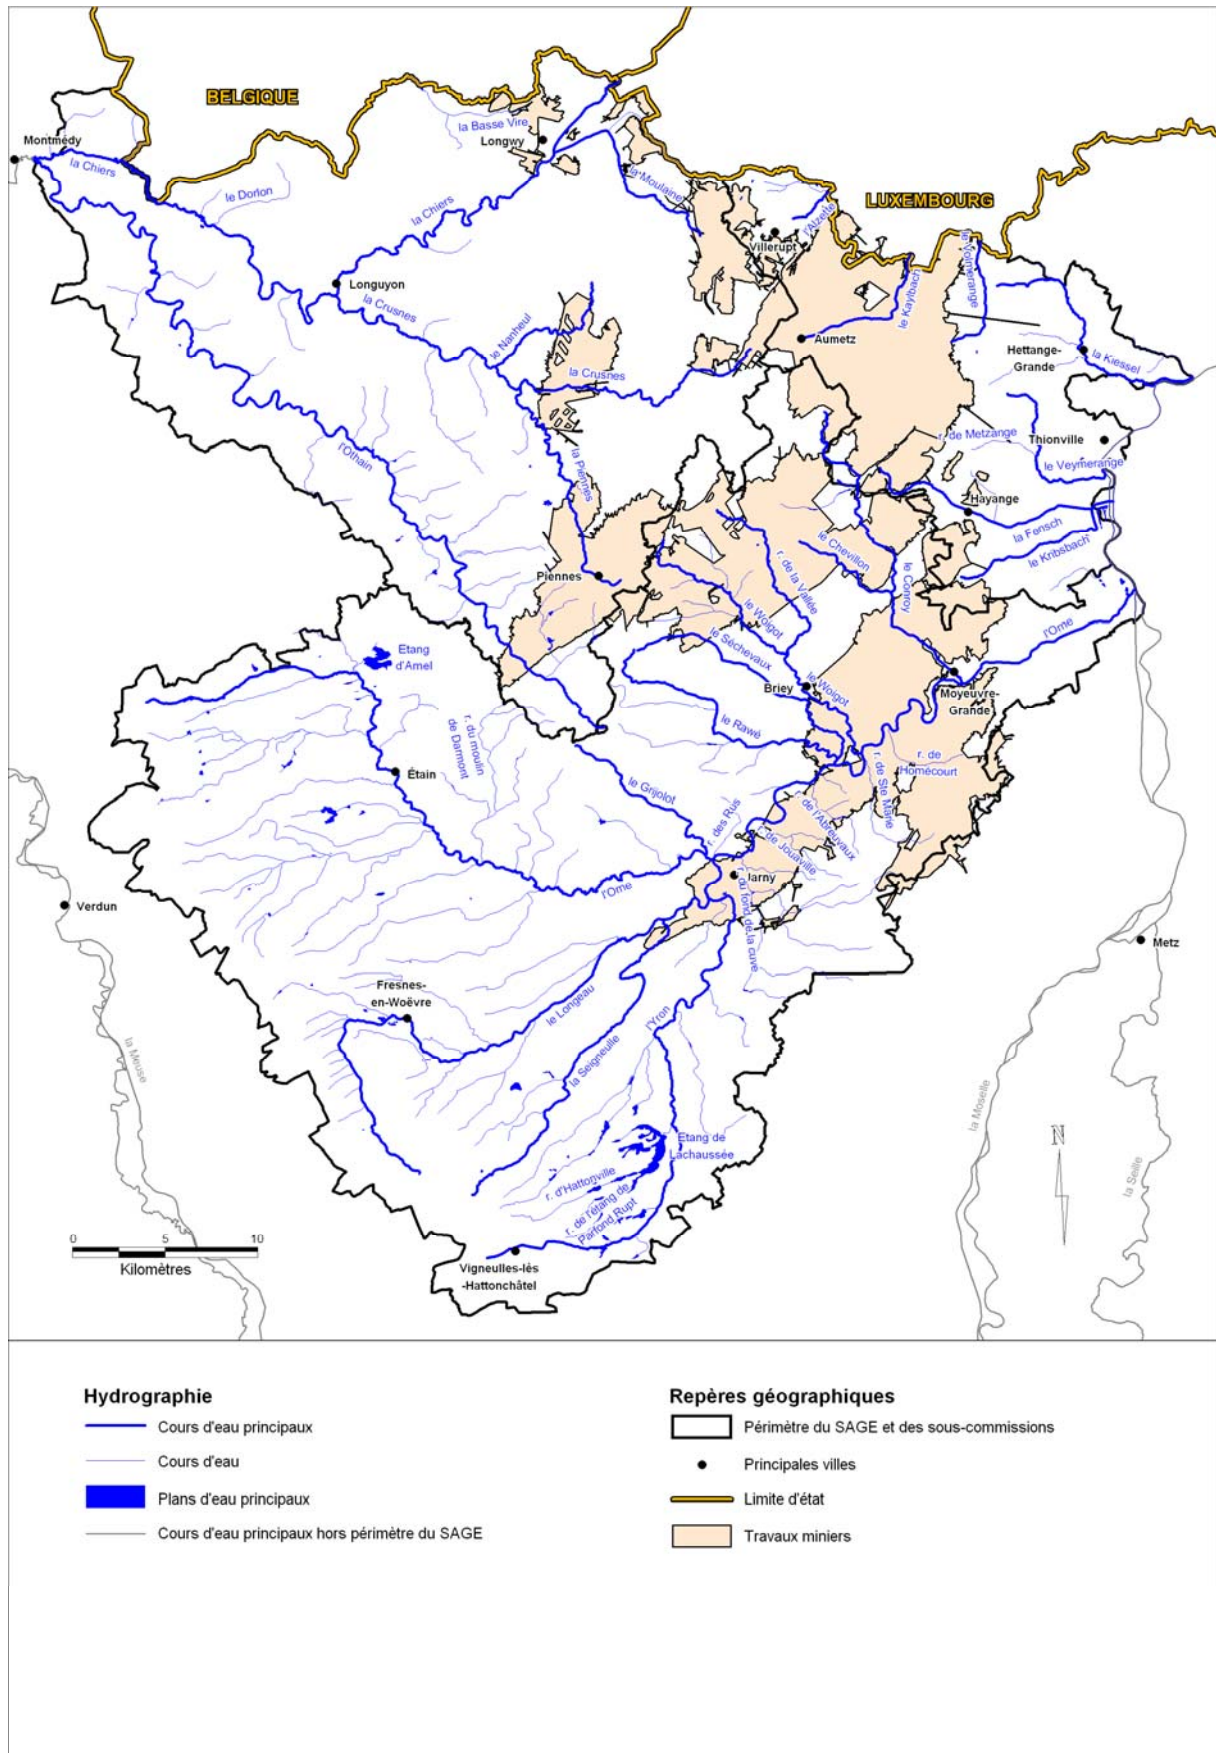 BELGIQUE
la Basse Vire
Longwy
Montmédy
la Chiers
le Dorlon
la Chiers
la Moulaine
LUXEMBOURG
l'Alzette
Villerupt
le Kaylbach
la Volmerange
Longuyon
la Crusnes
le Nanheul
la Crusnes
Aumetz
Hettange-
Grande
la Kiessel
l'Othain
la Piennes
r. de Metzange
Thionville
le Veymerange
Hayange
la Fensch
le Kribsbach
Piennes
le Chevillon
r. de la Vallée
le Conroy
le Woigot
l'Orne
Etang
d'Amel
le Séchevaux
Briey
le Woigot
Moyeuvre-
Grande
le Rawé
r. du moulin
de Darmont
Étain
le Grijolot
r. de
Homécourt
r. de Ste Marie
r. des Rus
de l'Abreuvaux
r. de Jouaville
Jarny
l'Orne
r. du fond de la cuve
Verdun
Metz
Fresnes-
en-Woëvre
le Longeau
l'Yron
la Seigneulle
la Meuse
la Moselle
la Seille
N
Etang de
Lachaussée
r. d'Hattonville
r. de l'étang de
Parfond Rupt
0 5 10
Kilomètres
Vigneulles-lès
-Hattonchâtel
Hydrographie
Cours d'eau principaux
Cours d'eau
Plans d'eau principaux
Cours d'eau principaux hors périmètre du SAGE
Repères géographiques
Périmètre du SAGE et des sous-commissions
Principales villes
Limite d'état
Travaux miniers